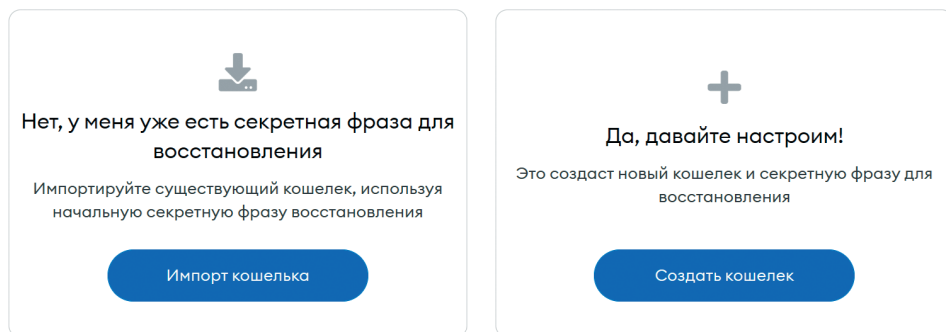 Нет, у меня уже есть секретная фраза для
восстановления
Импортируйте существующий кошелек, используя
начальную секретную фразу восстановления
Импорт кошелька
Да, давайте настроим!
Это создаст новый кошелек и секретную фразу для
восстановления
Создать кошелек